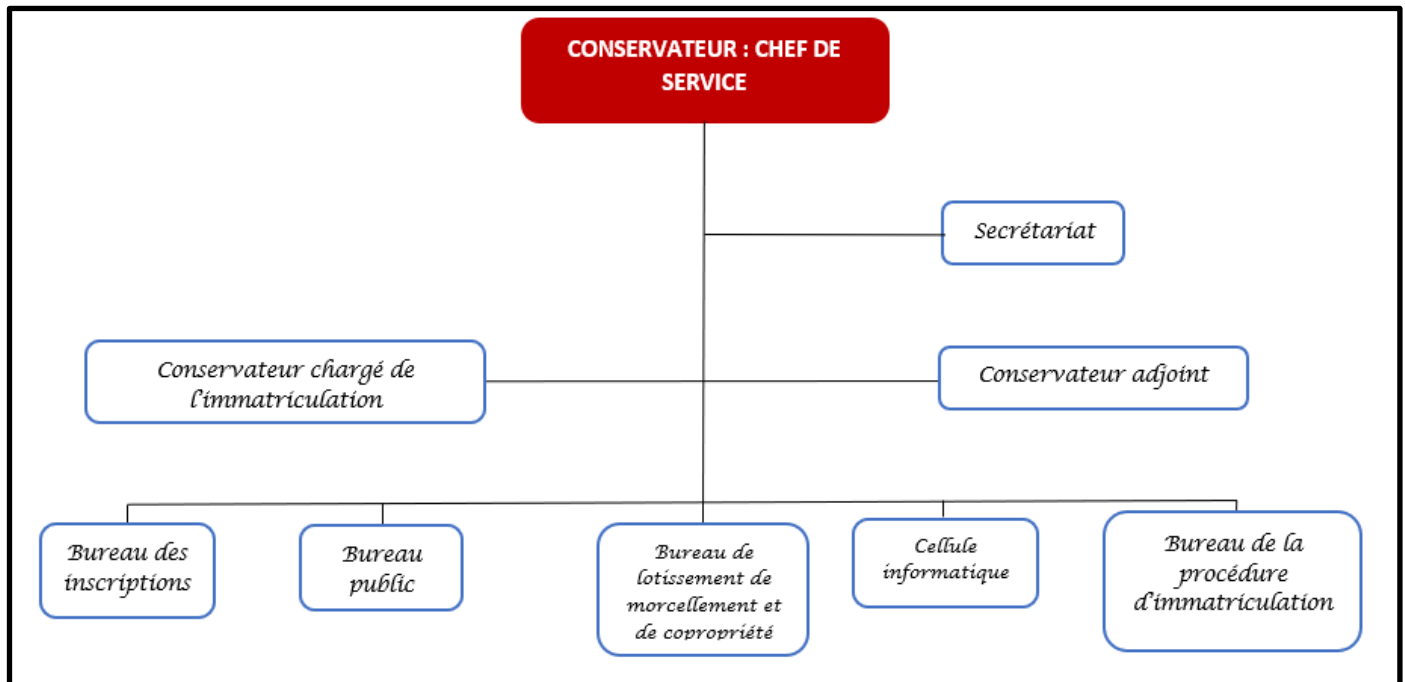 CONSERVATEUR : CHEF DE
SERVICE
Secrétariat
Conservateur chargé de
l'immatriculation
Conservateur adjoint
Bureau des
inscriptions
Bureau
public
Bureau de
lotissement de
morcellement et
de copropriété
Cellule
informatique
Bureau de la
procédure
d'immatriculation